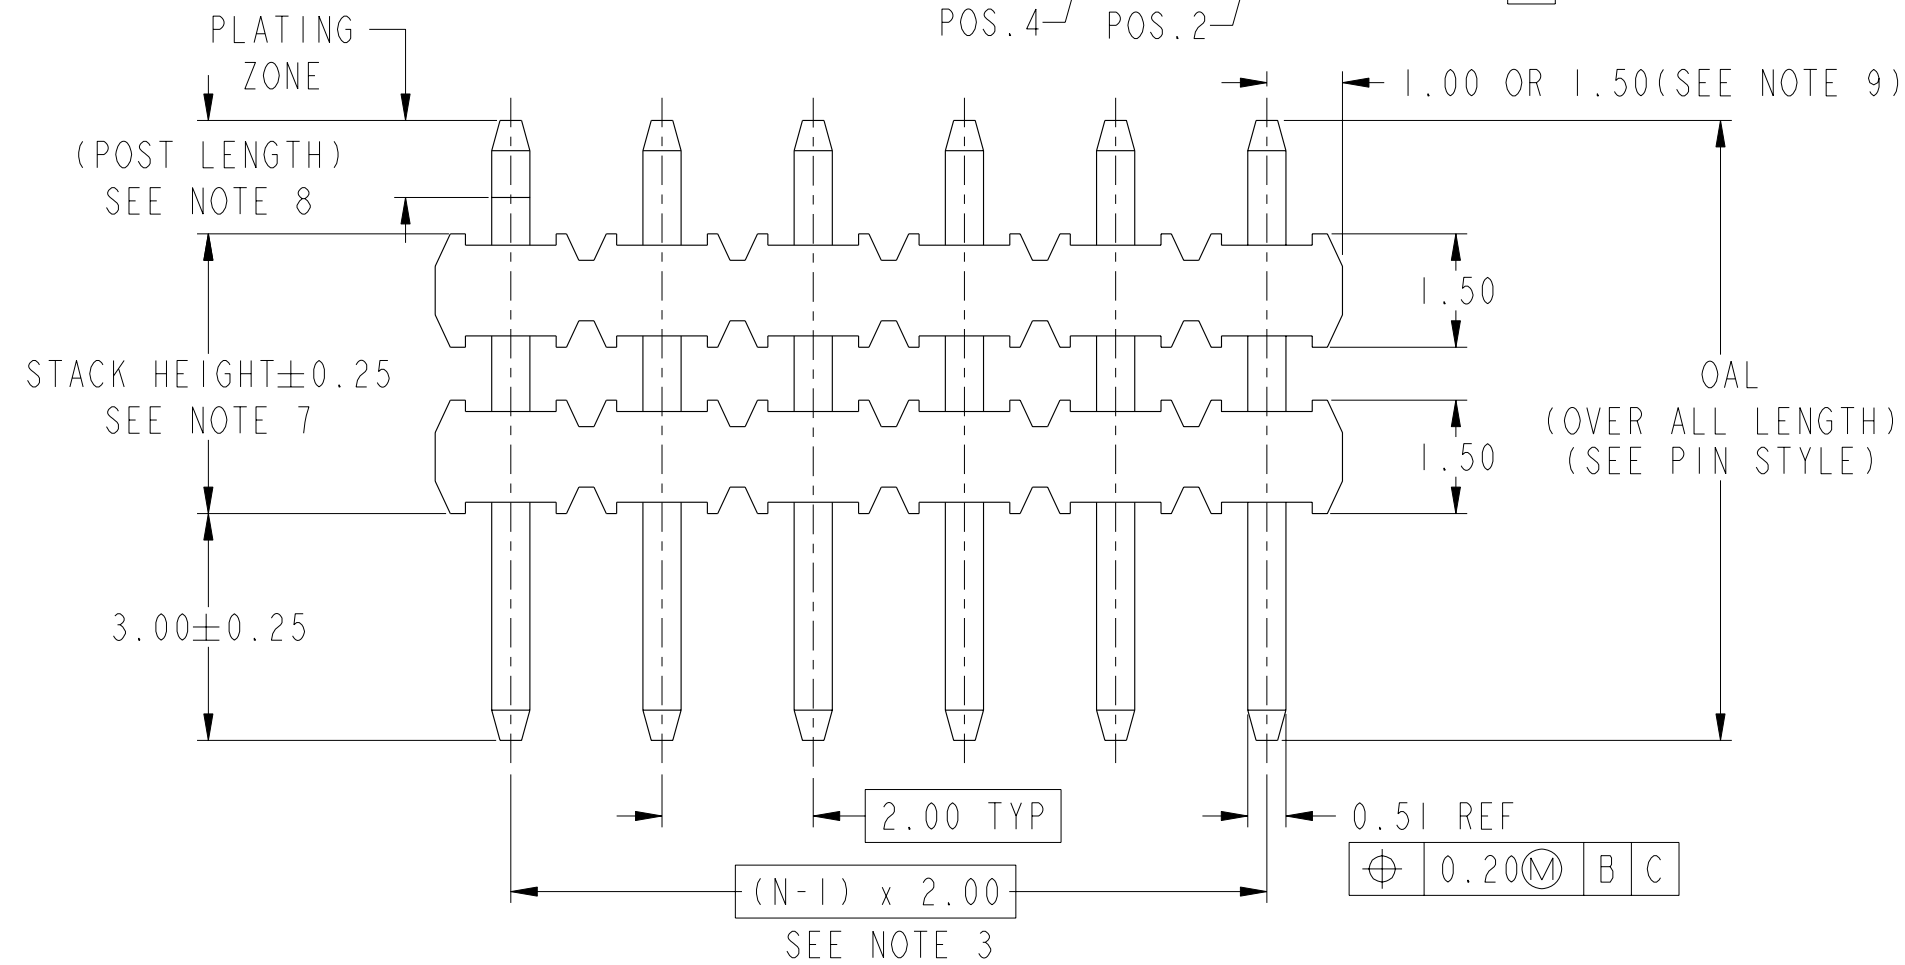 POS.4
POS.2
PLATING
ZONE
1.00 OR 1.50(SEE NOTE 9)
(POST LENGTH)
SEE NOTE 8
1.50
STACK HEIGHT±0.25
SEE NOTE 7
OAL
(OVER ALL LENGTH)
(SEE PIN STYLE)
1.50
3.00±0.25
2.00 TYP
0.51 REF
⌖ 0.20Ⓜ B C
(N-1) x 2.00
SEE NOTE 3